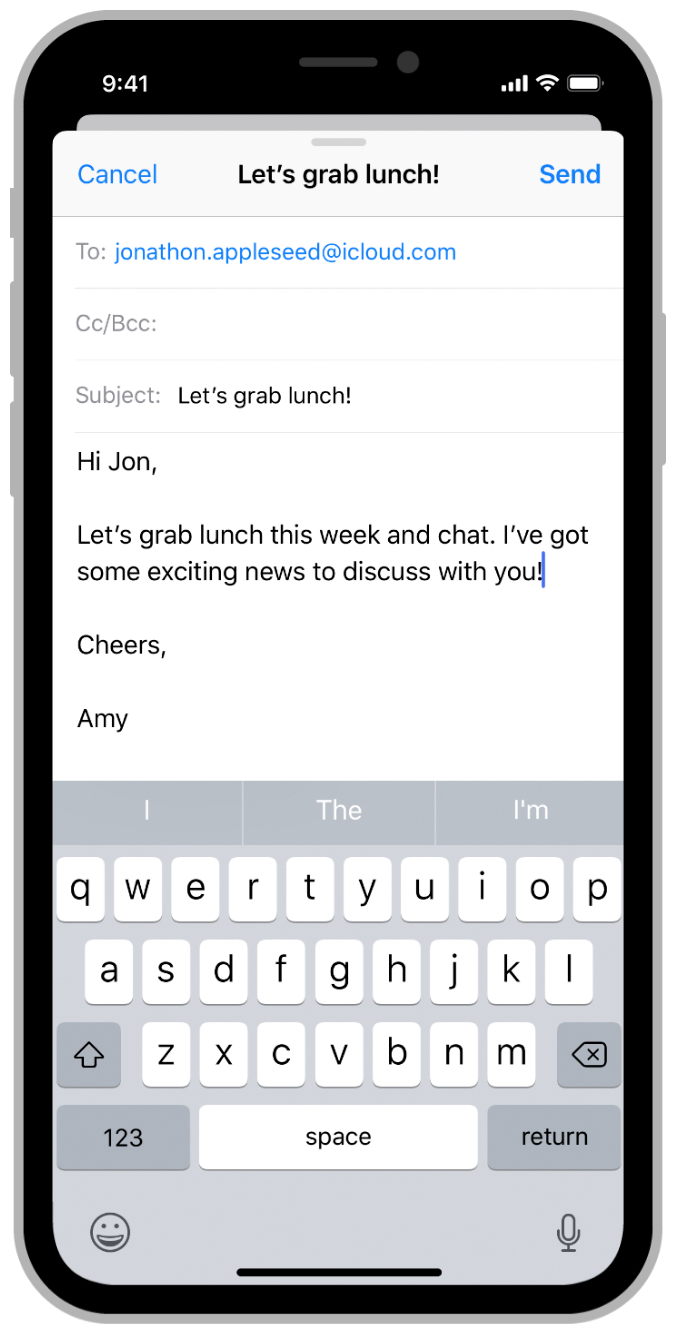 9:41
Cancel Let’s grab lunch! Send
To: jonathon.appleseed@icloud.com
Cc/Bcc:
Subject: Let’s grab lunch!
Hi Jon,
Let’s grab lunch this week and chat. I’ve got
some exciting news to discuss with you!
Cheers,
Amy
I The I'm
q w e r t y u i o p
a s d f g h j k l
z x c v b n m
123 space return